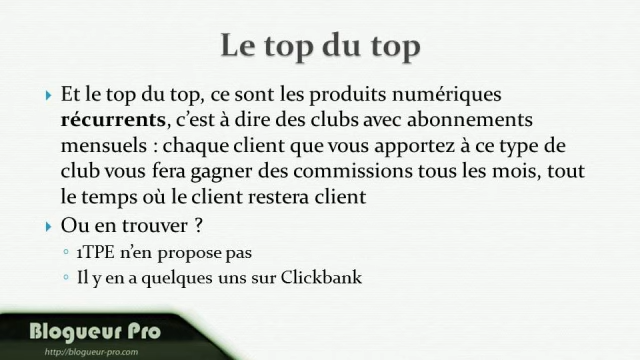 Le top du top
Et le top du top, ce sont les produits numériques
récurrents, c’est à dire des clubs avec abonnements
mensuels : chaque client que vous apportez à ce type de
club vous fera gagner des commissions tous les mois, tout
le temps où le client restera client
Ou en trouver ?
1TPE n’en propose pas
Il y en a quelques uns sur Clickbank
Blogueur Pro
http://blogueur-pro.com